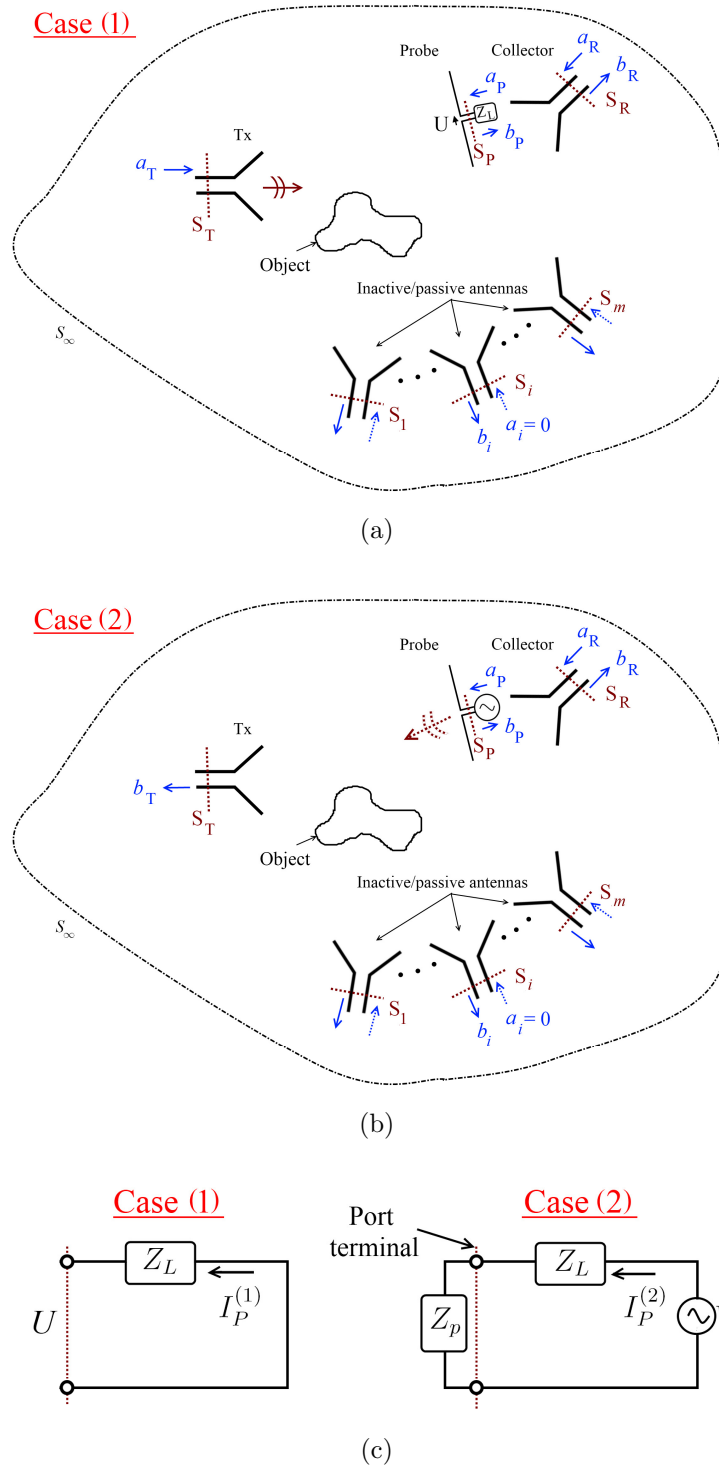 Case (1)
Probe
Collector
a_R
b_R
a_P
Z_L
S_R
U
b_P
S_P
Tx
a_T
S_T
Object
Inactive/passive antennas
S_m
S_∞
S_i
S_1
a_i=0
b_i
(a)
Case (2)
Probe
Collector
a_R
b_R
a_P
S_R
b_P
S_P
Tx
b_T
S_T
Object
Inactive/passive antennas
S_m
S_∞
S_i
S_1
a_i=0
b_i
(b)
Case (1)
Case (2)
Port
terminal
Z_L
Z_L
I_P^(1)
I_P^(2)
U
Z_p
(c)